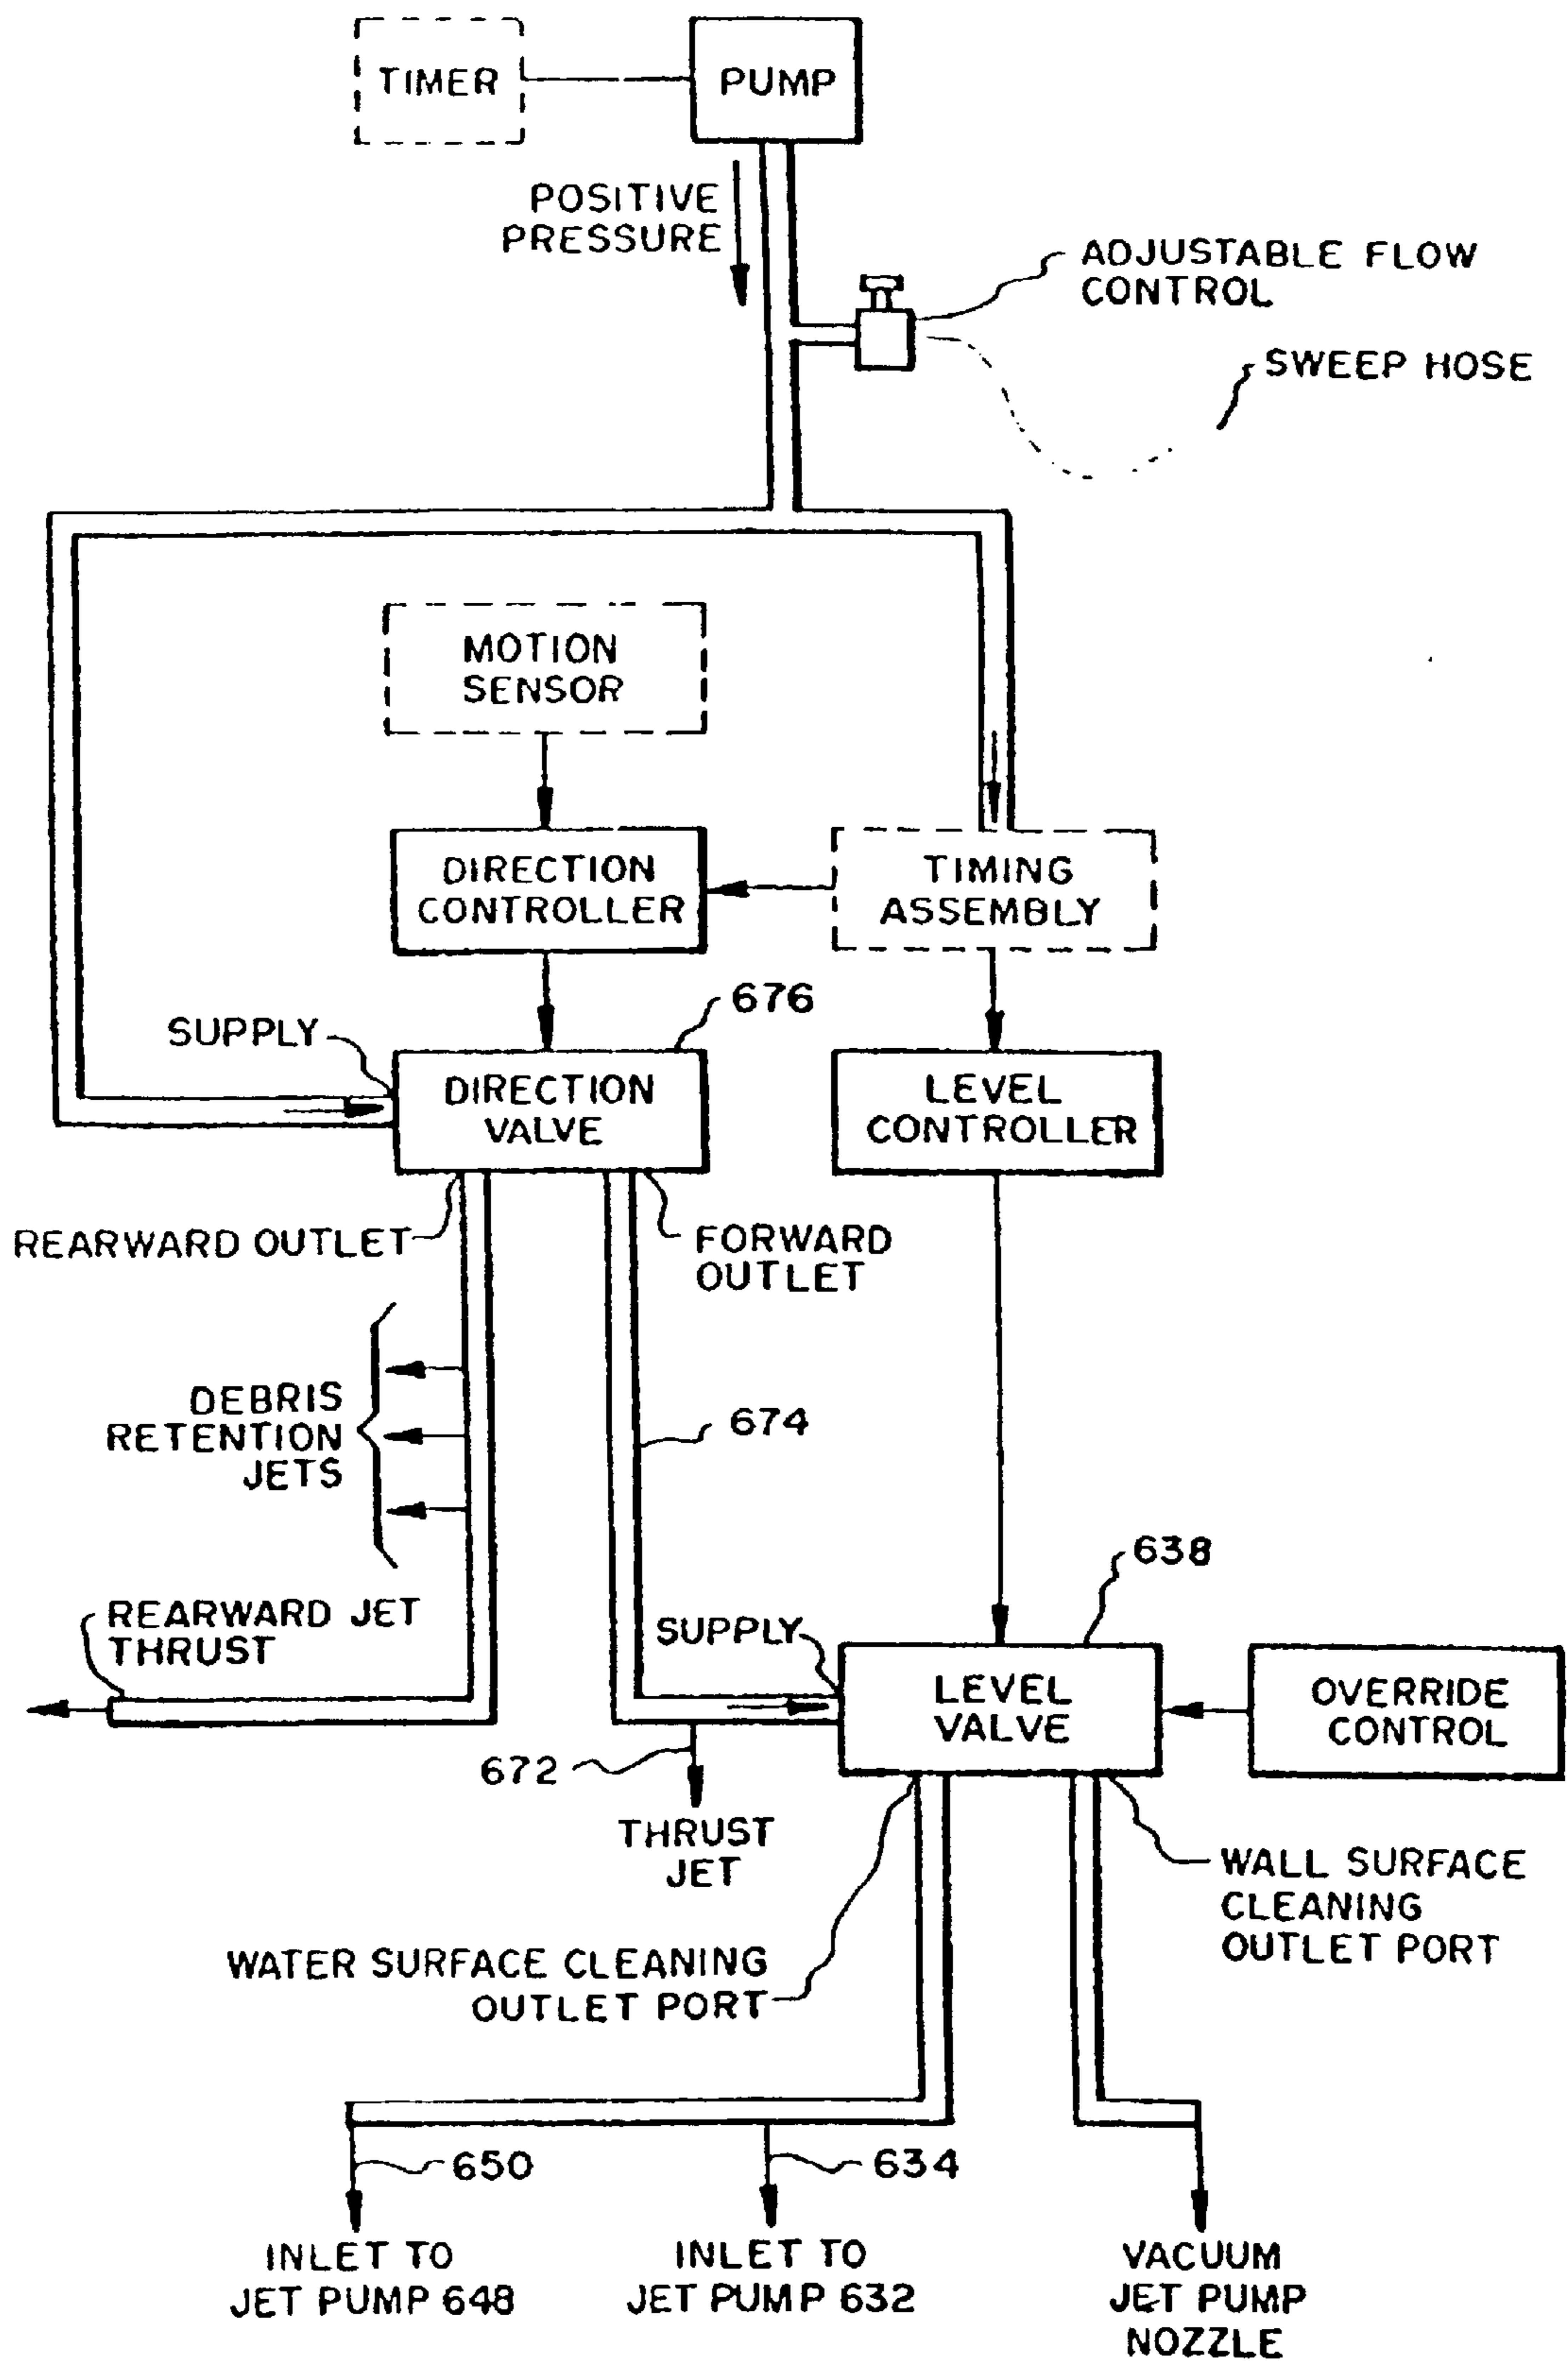 TIMER
PUMP
POSITIVE
PRESSURE
ADJUSTABLE FLOW
CONTROL
SWEEP HOSE
MOTION
SENSOR
DIRECTION
CONTROLLER
TIMING
ASSEMBLY
676
SUPPLY
DIRECTION
VALVE
LEVEL
CONTROLLER
REARWARD OUTLET
FORWARD
OUTLET
DEBRIS
RETENTION
JETS
674
638
REARWARD JET
THRUST
SUPPLY
LEVEL
VALVE
OVERRIDE
CONTROL
672
THRUST
JET
WALL SURFACE
CLEANING
OUTLET PORT
WATER SURFACE CLEANING
OUTLET PORT
650
634
INLET TO
JET PUMP 648
INLET TO
JET PUMP 632
VACUUM
JET PUMP
NOZZLE